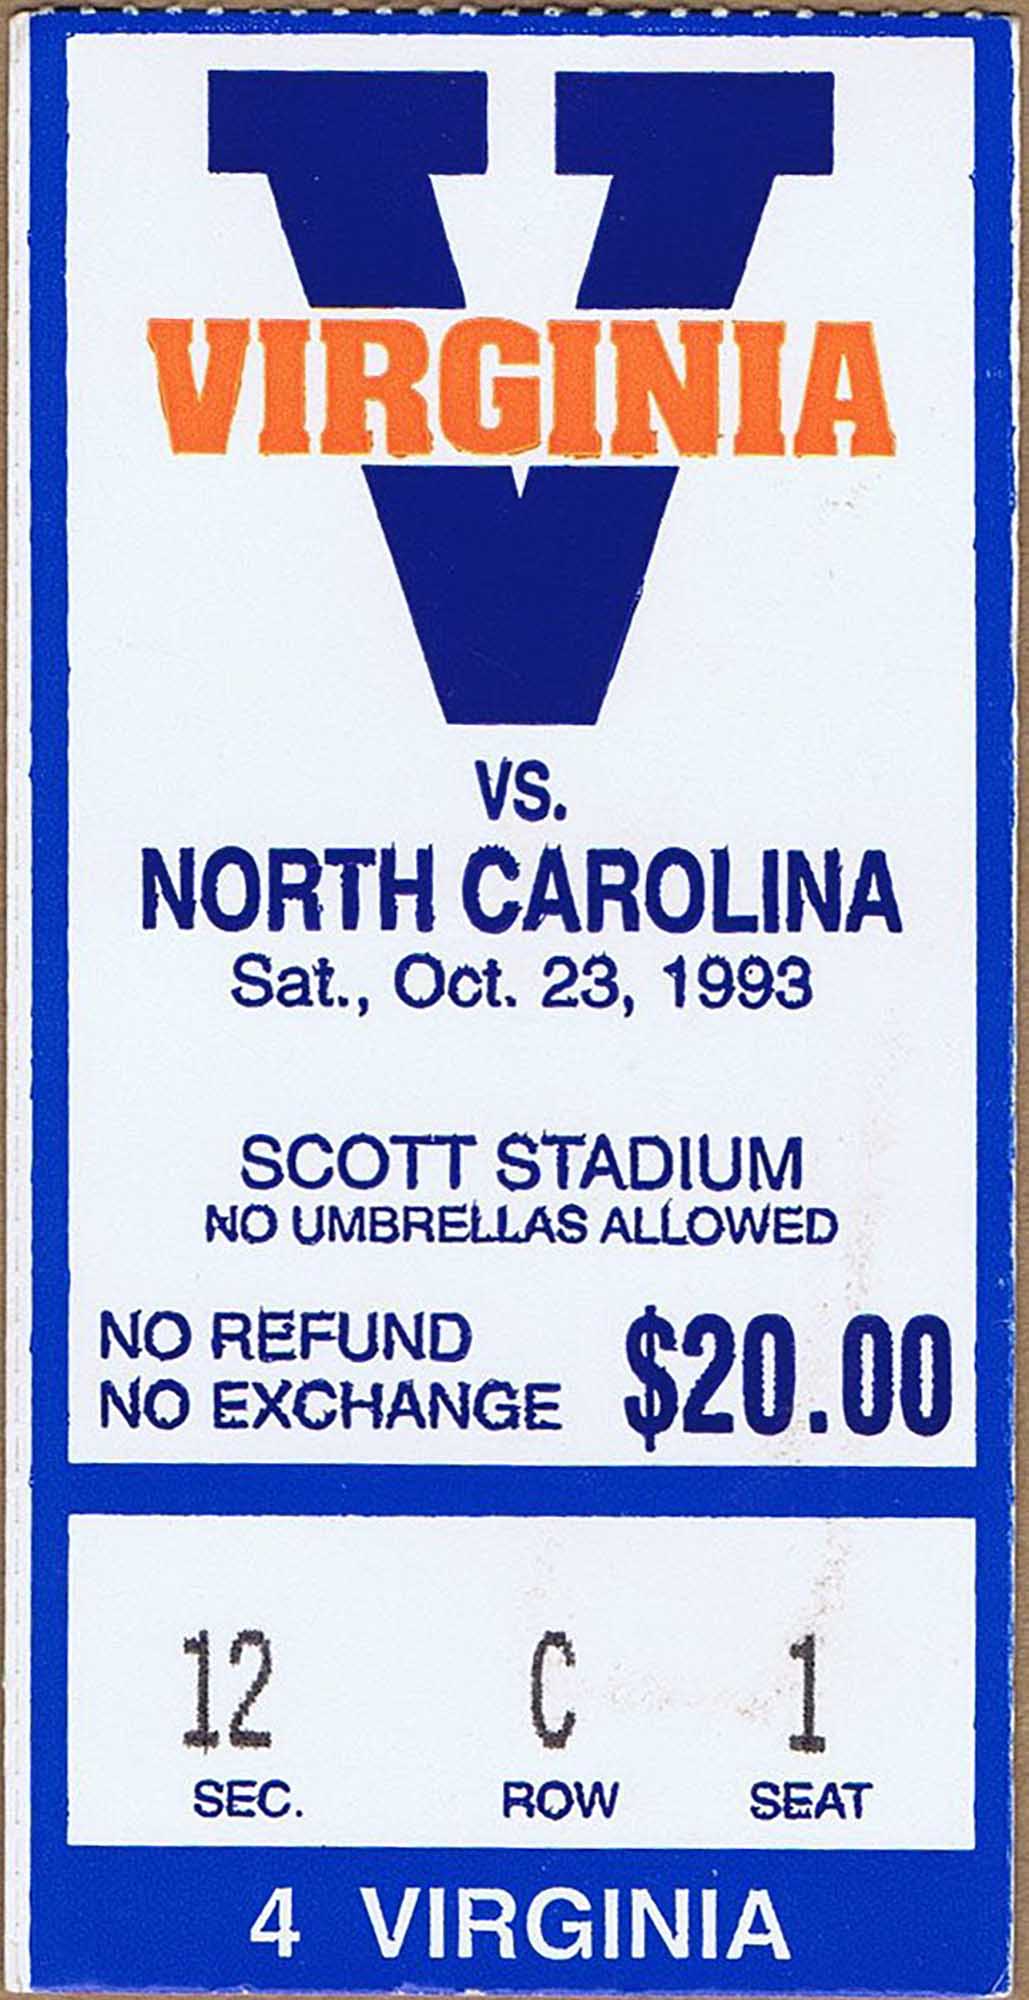 VIRGINIA
VS.
NORTH CAROLINA
Sat., Oct. 23, 1993
SCOTT STADIUM
NO UMBRELLAS ALLOWED
NO REFUND
NO EXCHANGE $20.00
12 C 1
SEC. ROW SEAT
4 VIRGINIA